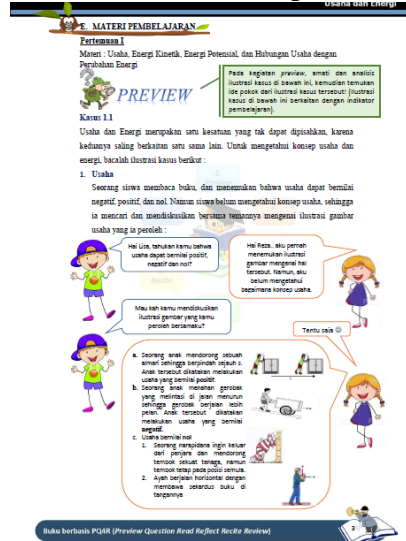 Usaha dan Energi
E. MATERI PEMBELAJARAN
Pertemuan I
Materi : Usaha, Energi Kinetik, Energi Potensial, dan Hubungan Usaha dengan
Perubahan Energi
PREVIEW
Pada kegiatan preview, amati dan analisis
ilustrasi kasus di bawah ini, kemudian temukan
ide pokok dari ilustrasi kasus tersebut! (Ilustrasi
kasus di bawah ini berkaitan dengan indikator
pembelajaran).
Kasus 1.1
Usaha dan Energi merupakan satu kesatuan yang tak dapat dipisahkan, karena
keduanya saling berkaitan satu sama lain. Untuk mengetahui konsep usaha dan
energi, bacalah ilustrasi kasus berikut :
1. Usaha
Seorang siswa membaca buku, dan menemukan bahwa usaha dapat bernilai
negatif, positif, dan nol. Namun siswa belum mengetahui konsep usaha, sehingga
ia mencari dan mendiskusikan bersama temannya mengenai ilustrasi gambar
usaha yang ia peroleh :
Hai Lisa, tahukan kamu bahwa
usaha dapat bernilai positif,
negatif dan nol?
Hai Reza.. aku pernah
menemukan ilustrasi
gambar mengenai hal
tersebut. Namun, aku
belum mengetahui
bagaimana konsep usaha.
Mau kah kamu mendiskusikan
ilustrasi gambar yang kamu
peroleh bersamaku?
Tentu saja ☺
a. Seorang anak mendorong sebuah
almari sehingga berpindah sejauh s.
Anak tersebut dikatakan melakukan
usaha yang bernilai positif.
b. Seorang anak menahan gerobak
yang melintasi di jalan menurun
sehingga gerobak berjalan lebih
pelan. Anak tersebut dikatakan
melakukan usaha yang bernilai
negatif.
c. Usaha bernilai nol
1. Seorang narapidana ingin keluar
dari penjara dan mendorong
tembok sekuat tenaga, namun
tembok tetap pada posisi semula.
2. Ayah berjalan horizontal dengan
membawa sekardus buku di
tangannya
Buku berbasis PQ4R (Preview Question Read Reflect Recite Review)